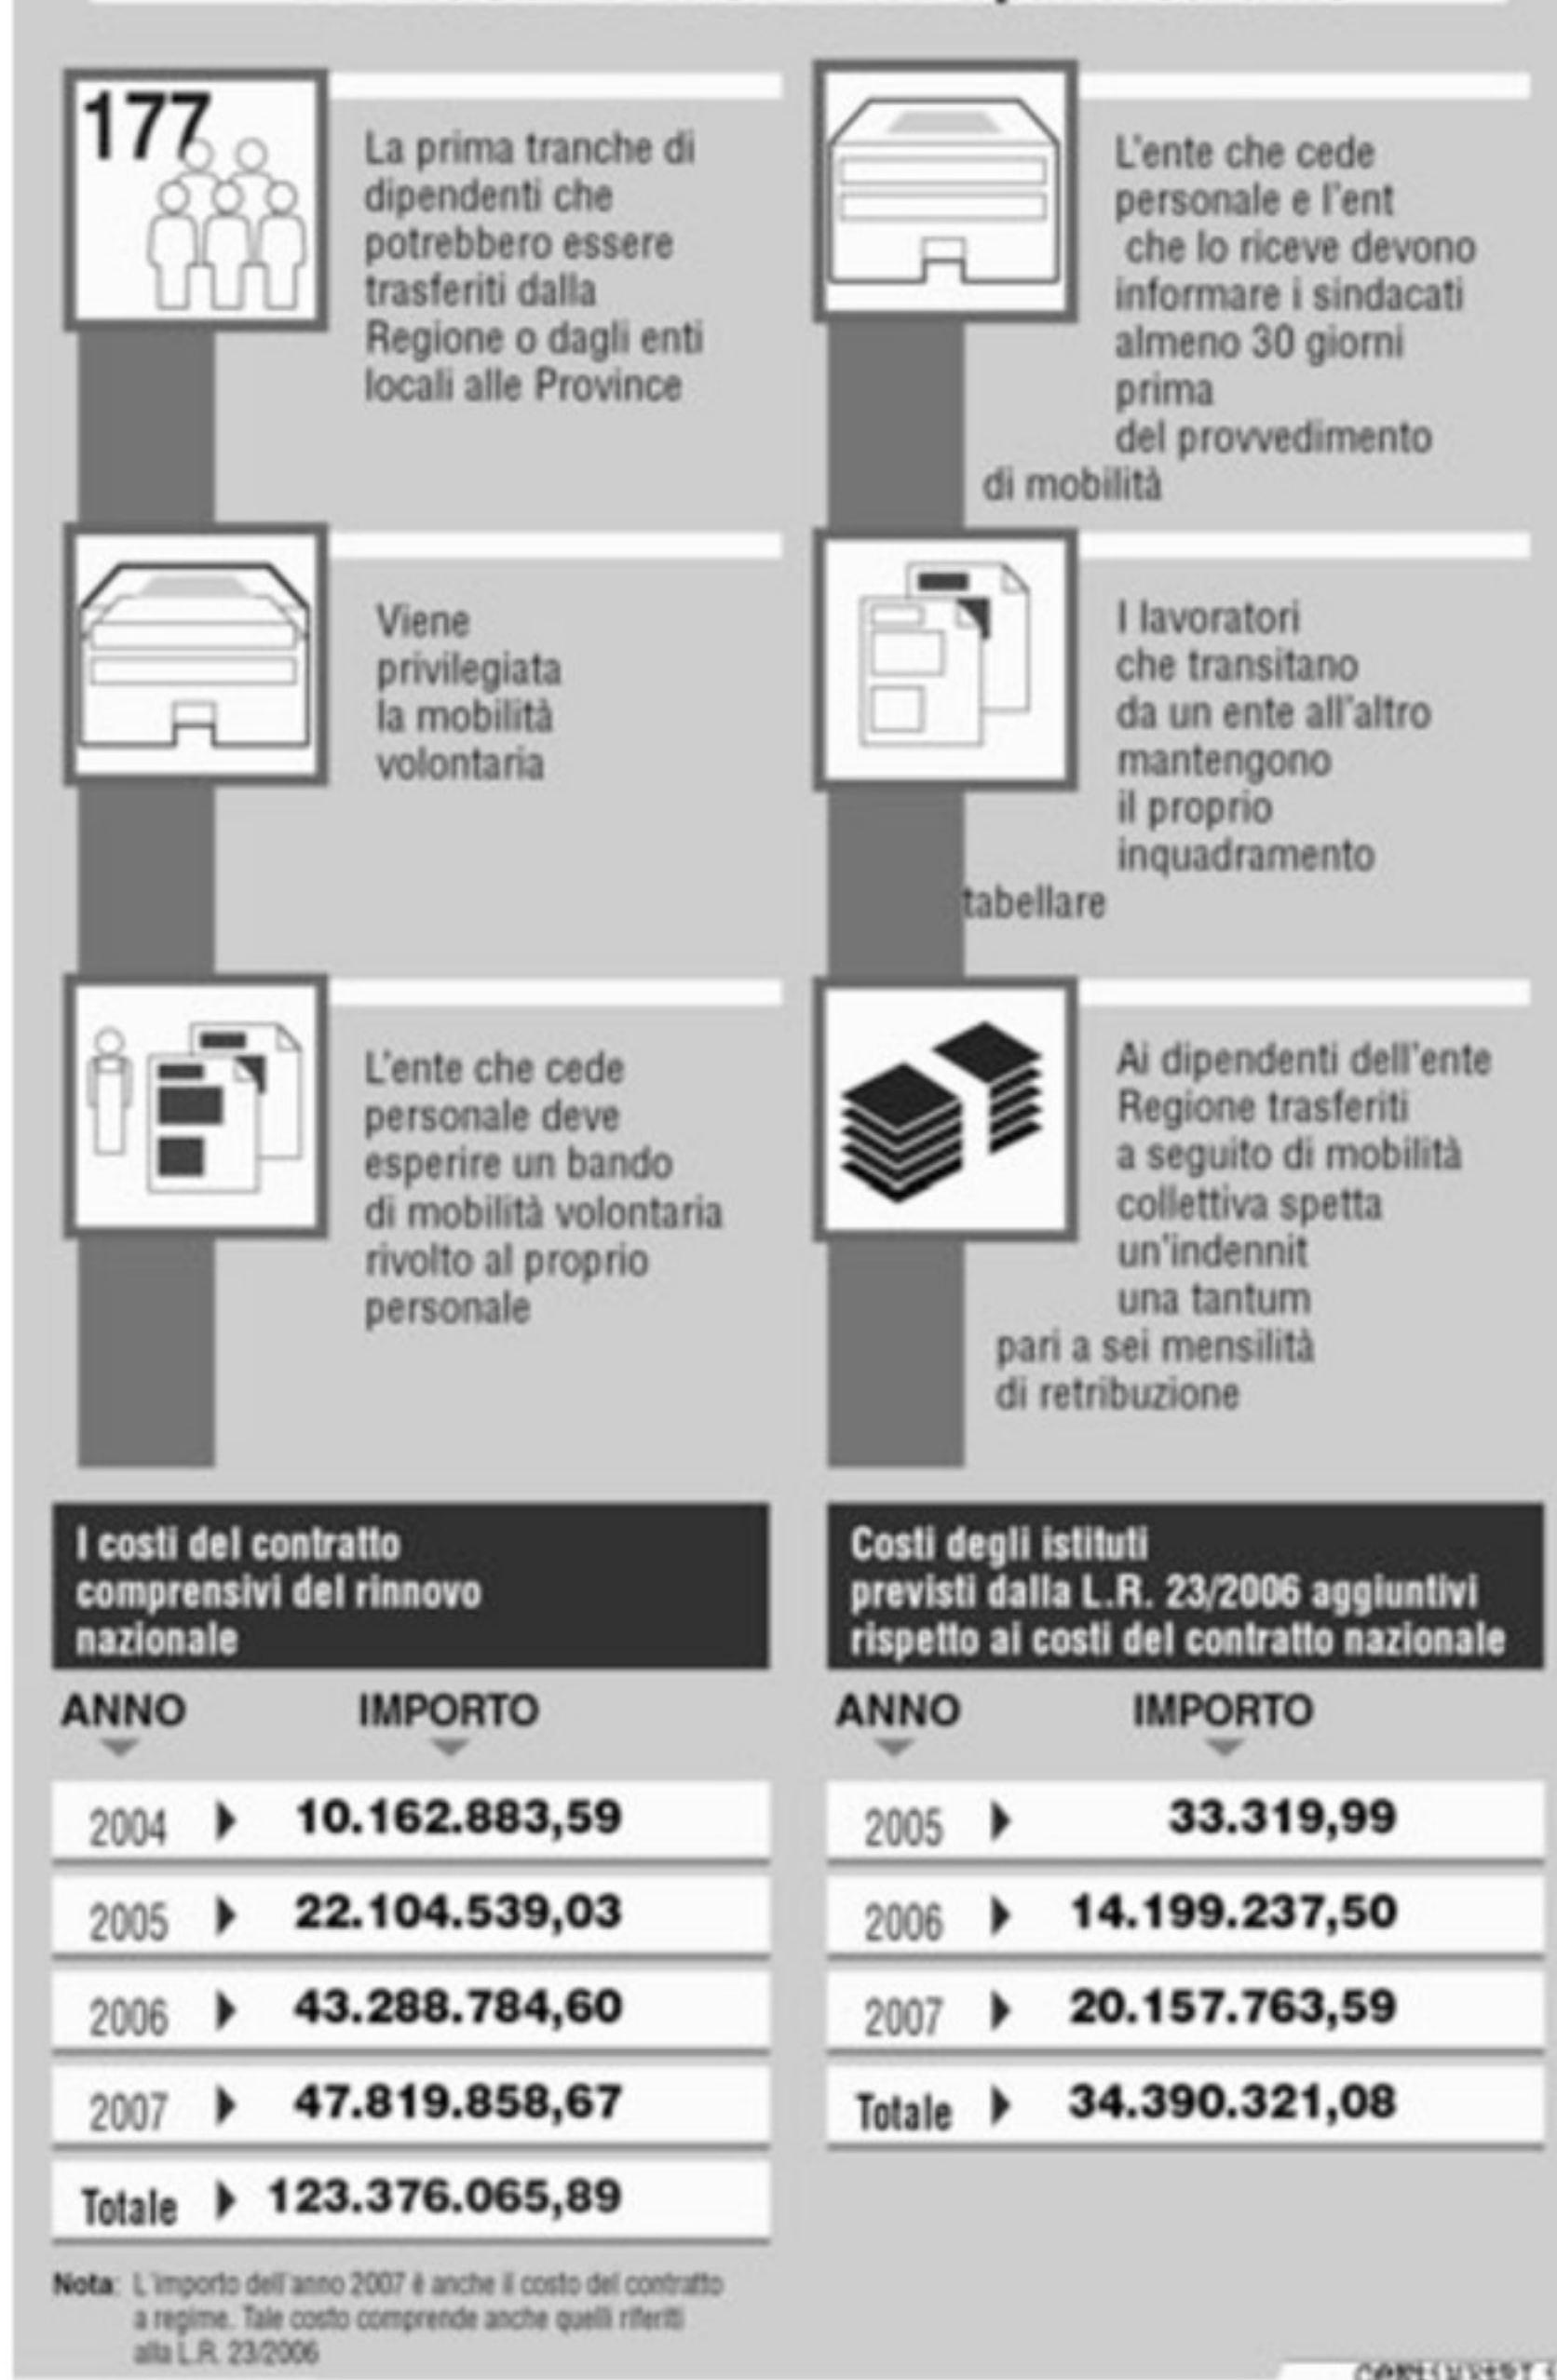 177
La prima tranche di
dipendenti che
potrebbero essere
trasferiti dalla
Regione o dagli enti
locali alle Province
Viene
privilegiata
la mobilità
volontaria
L'ente che cede
personale deve
esperire un bando
di mobilità volontaria
rivolto al proprio
personale
L'ente che cede
personale e l'ent
che lo riceve devono
informare i sindacati
almeno 30 giorni
prima
del provvedimento
di mobilità
I lavoratori
che transitano
da un ente all'altro
mantengono
il proprio
inquadramento
tabellare
Ai dipendenti dell'ente
Regione trasferiti
a seguito di mobilità
collettiva spetta
un'indennit
una tantum
pari a sei mensilità
di retribuzione
I costi del contratto
comprensivi del rinnovo
nazionale
ANNO IMPORTO
2004 10.162.883,59
2005 22.104.539,03
2006 43.288.784,60
2007 47.819.858,67
Totale 123.376.065,89
Nota: L'importo dell'anno 2007 è anche il costo del contratto
a regime. Tale costo comprende anche quelli riferiti
alla L.R. 23/2006
Costi degli istituti
previsti dalla L.R. 23/2006 aggiuntivi
rispetto ai costi del contratto nazionale
ANNO IMPORTO
2005 33.319,99
2006 14.199.237,50
2007 20.157.763,59
Totale 34.390.321,08